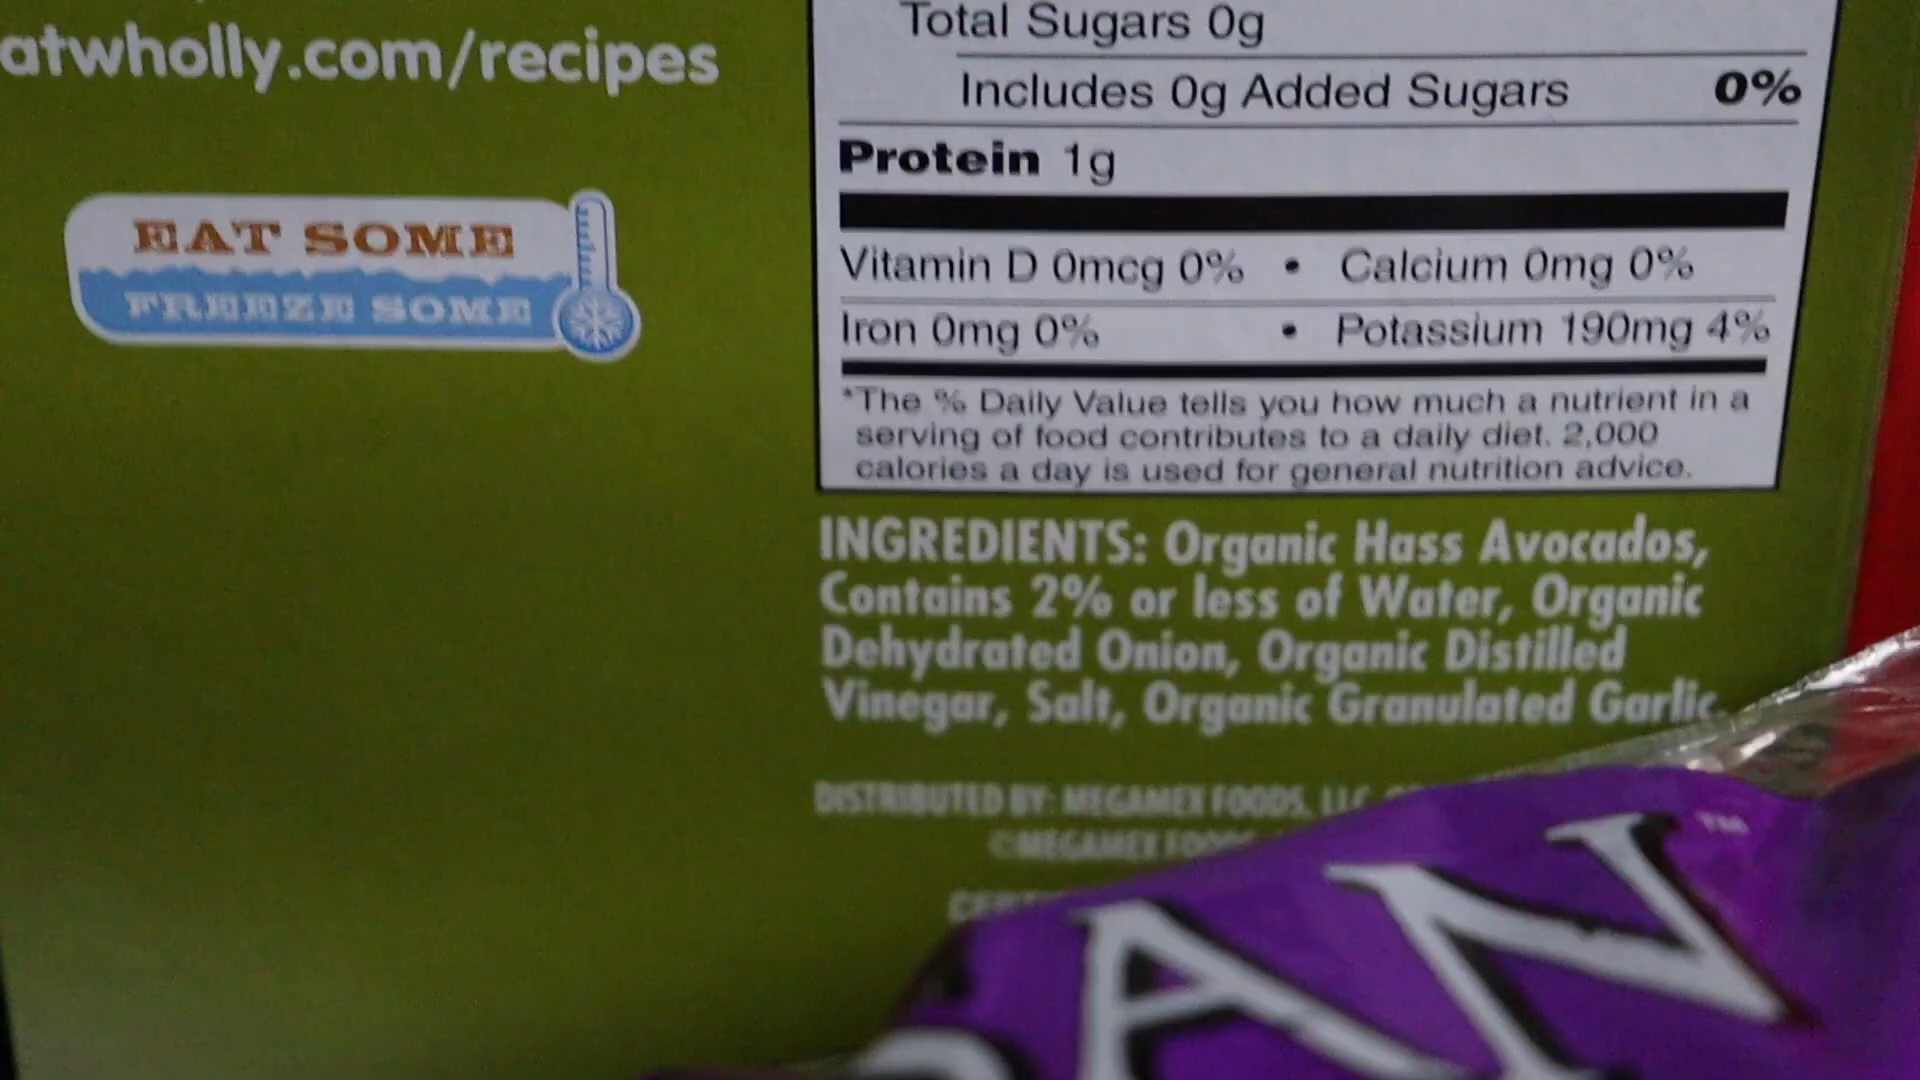 atwholly.com/recipes
EAT SOME
FREEZE SOME
Total Sugars 0g
Includes 0g Added Sugars 0%
Protein 1g
Vitamin D 0mcg 0% • Calcium 0mg 0%
Iron 0mg 0% • Potassium 190mg 4%
*The % Daily Value tells you how much a nutrient in a
serving of food contributes to a daily diet. 2,000
calories a day is used for general nutrition advice.
INGREDIENTS: Organic Hass Avocados,
Contains 2% or less of Water, Organic
Dehydrated Onion, Organic Distilled
Vinegar, Salt, Organic Granulated Garlic
DISTRIBUTED BY: MEGAMEX FOODS, LLC
©MEGAMEX FOODS
AN™